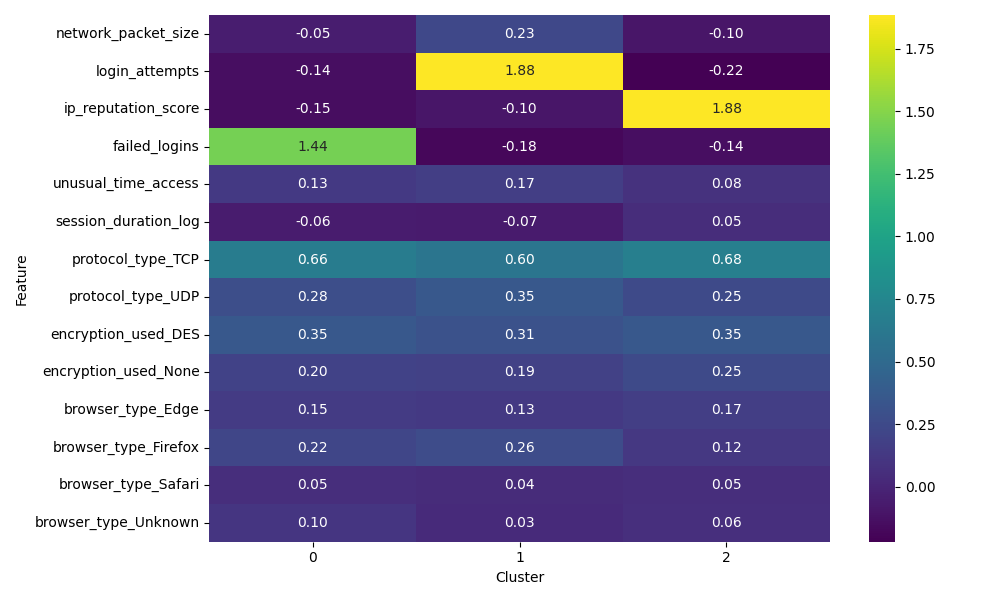 network_packet_size -0.05 0.23 -0.10
login_attempts -0.14 1.88 -0.22
ip_reputation_score -0.15 -0.10 1.88
failed_logins 1.44 -0.18 -0.14
unusual_time_access 0.13 0.17 0.08
session_duration_log -0.06 -0.07 0.05
protocol_type_TCP 0.66 0.60 0.68
protocol_type_UDP 0.28 0.35 0.25
encryption_used_DES 0.35 0.31 0.35
encryption_used_None 0.20 0.19 0.25
browser_type_Edge 0.15 0.13 0.17
browser_type_Firefox 0.22 0.26 0.12
browser_type_Safari 0.05 0.04 0.05
browser_type_Unknown 0.10 0.03 0.06
0 1 2
Cluster
Feature
1.75
1.50
1.25
1.00
0.75
0.50
0.25
0.00